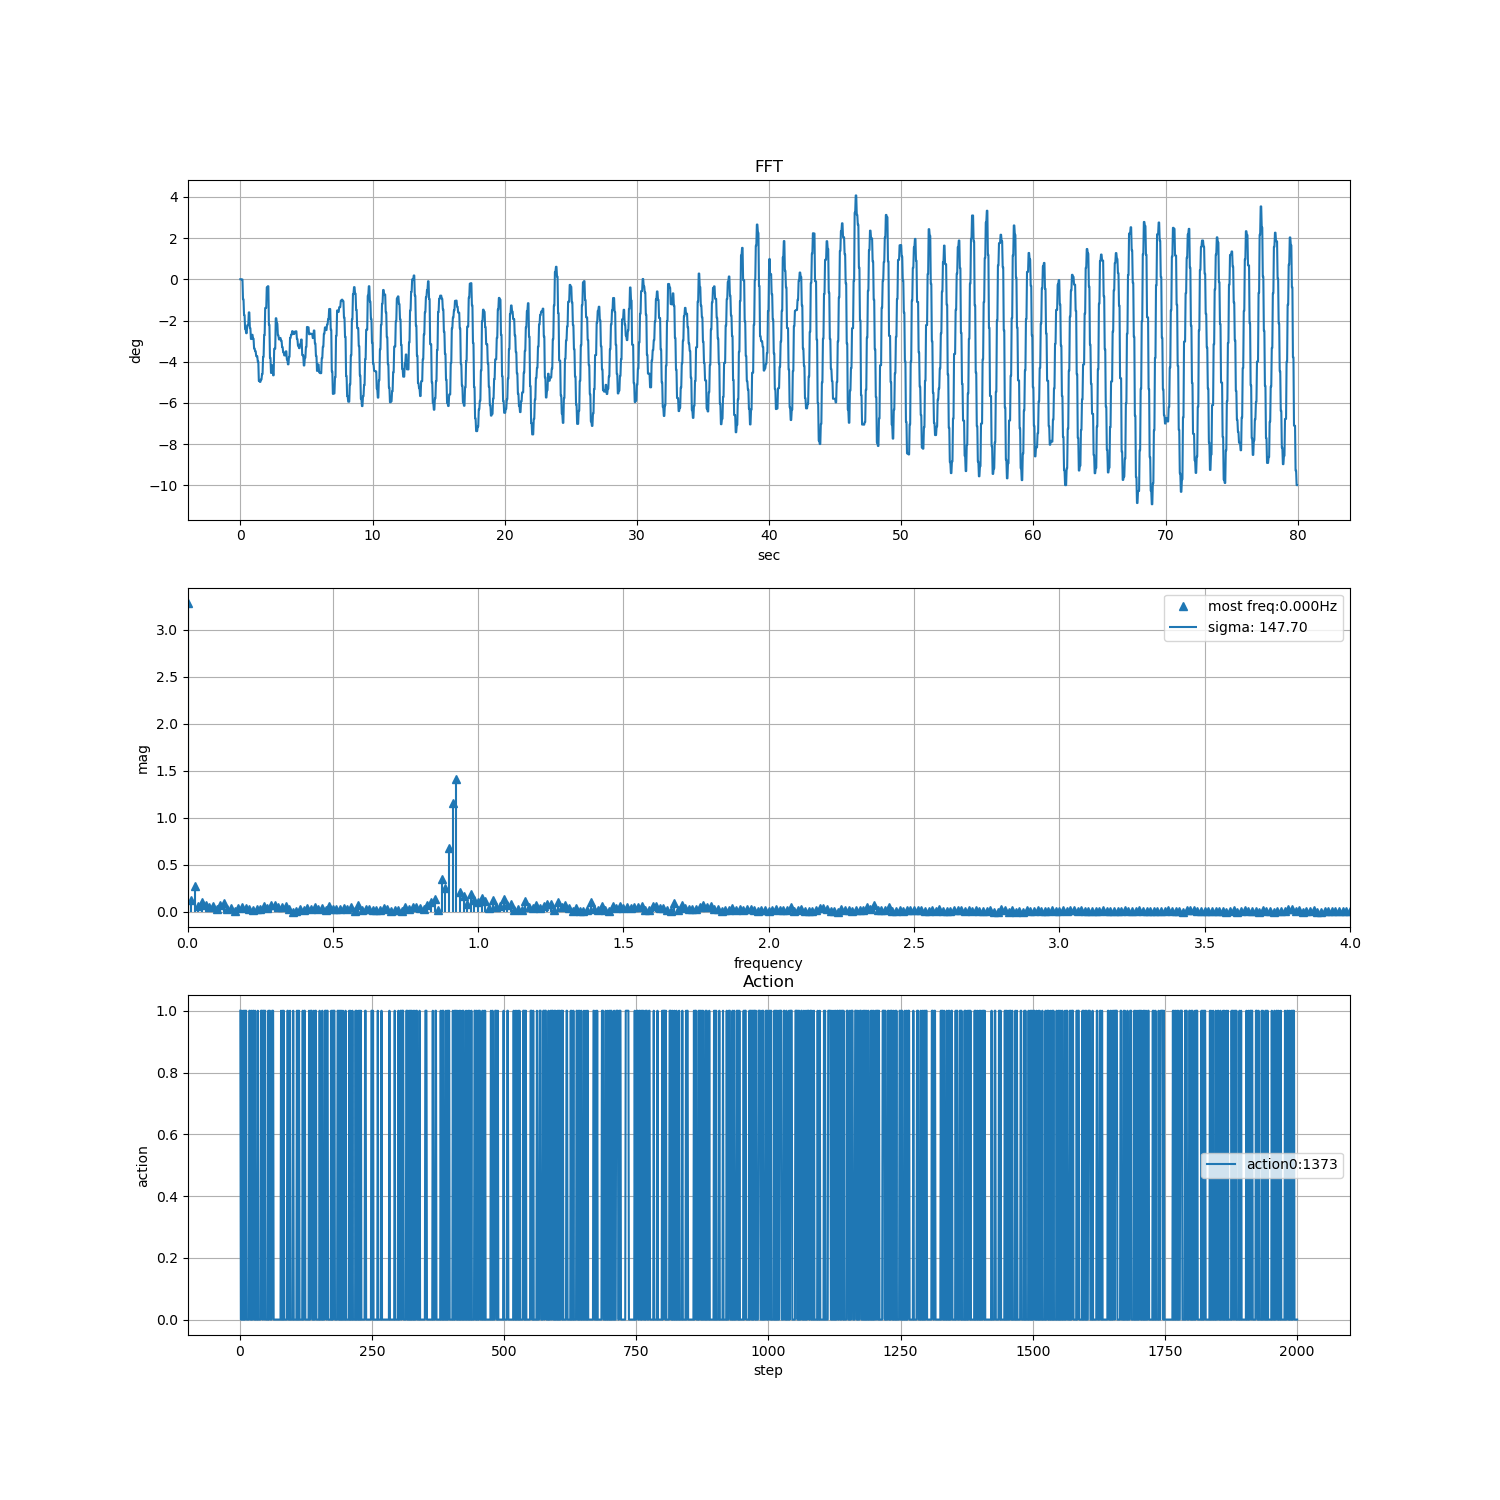 FFT
4
2
0
−2
−4
−6
−8
−10
deg
0 10 20 30 40 50 60 70 80
sec
most freq:0.000Hz
sigma: 147.70
3.0
2.5
2.0
1.5
1.0
0.5
0.0
mag
0.0 0.5 1.0 1.5 2.0 2.5 3.0 3.5 4.0
frequency
Action
1.0
0.8
0.6
0.4
0.2
0.0
action
action0:1373
0 250 500 750 1000 1250 1500 1750 2000
step